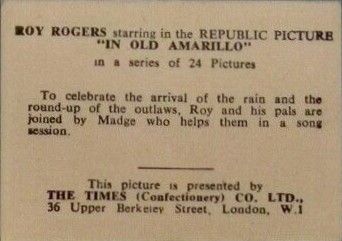 ROY ROGERS starring in the REPUBLIC PICTURE
"IN OLD AMARILLO"
in a series of 24 Pictures
To celebrate the arrival of the rain and the
round-up of the outlaws, Roy and his pals are
joined by Madge who helps them in a song
session.
This picture is presented by
THE TIMES (Confectionery) CO. LTD.,
36 Upper Berkeley Street, London, W.1